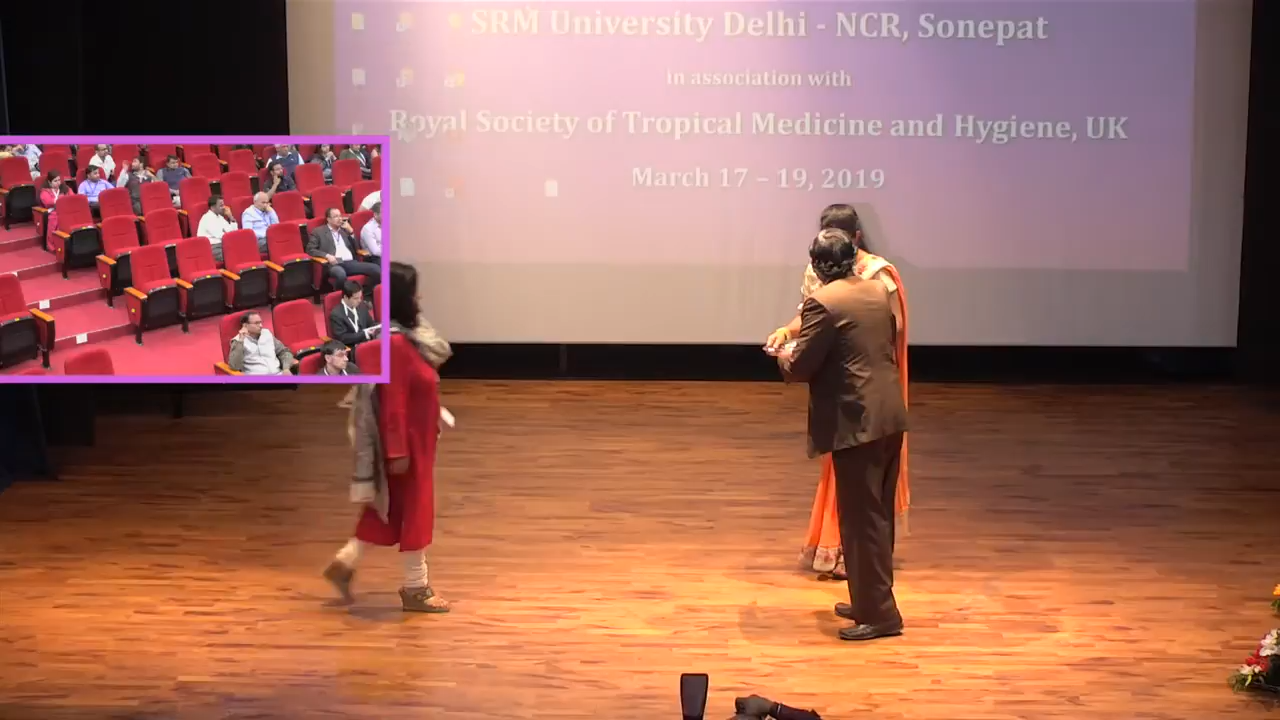 SRM University Delhi - NCR, Sonepat
in association with
Royal Society of Tropical Medicine and Hygiene, UK
March 17 – 19, 2019